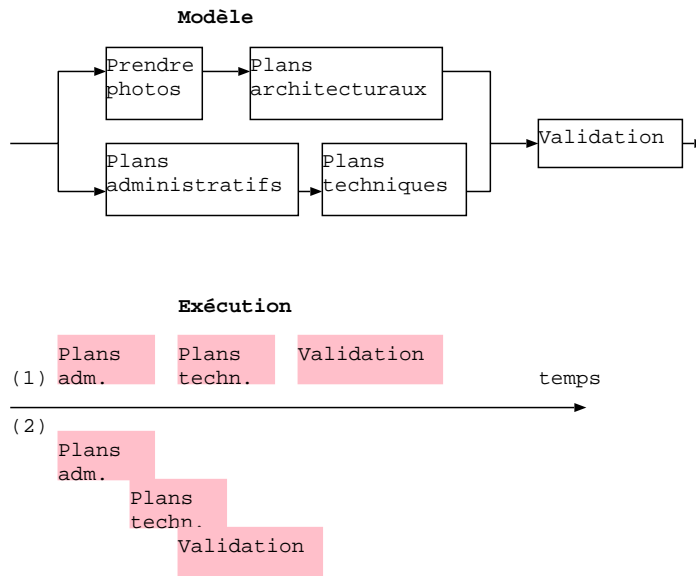 Modèle
Prendre
photos
Plans
architecturaux
Validation
Plans
administratifs
Plans
techniques
Exécution
Plans
adm.
Plans
techn.
Validation
(1)
temps
(2)
Plans
adm.
Plans
techn.
Validation